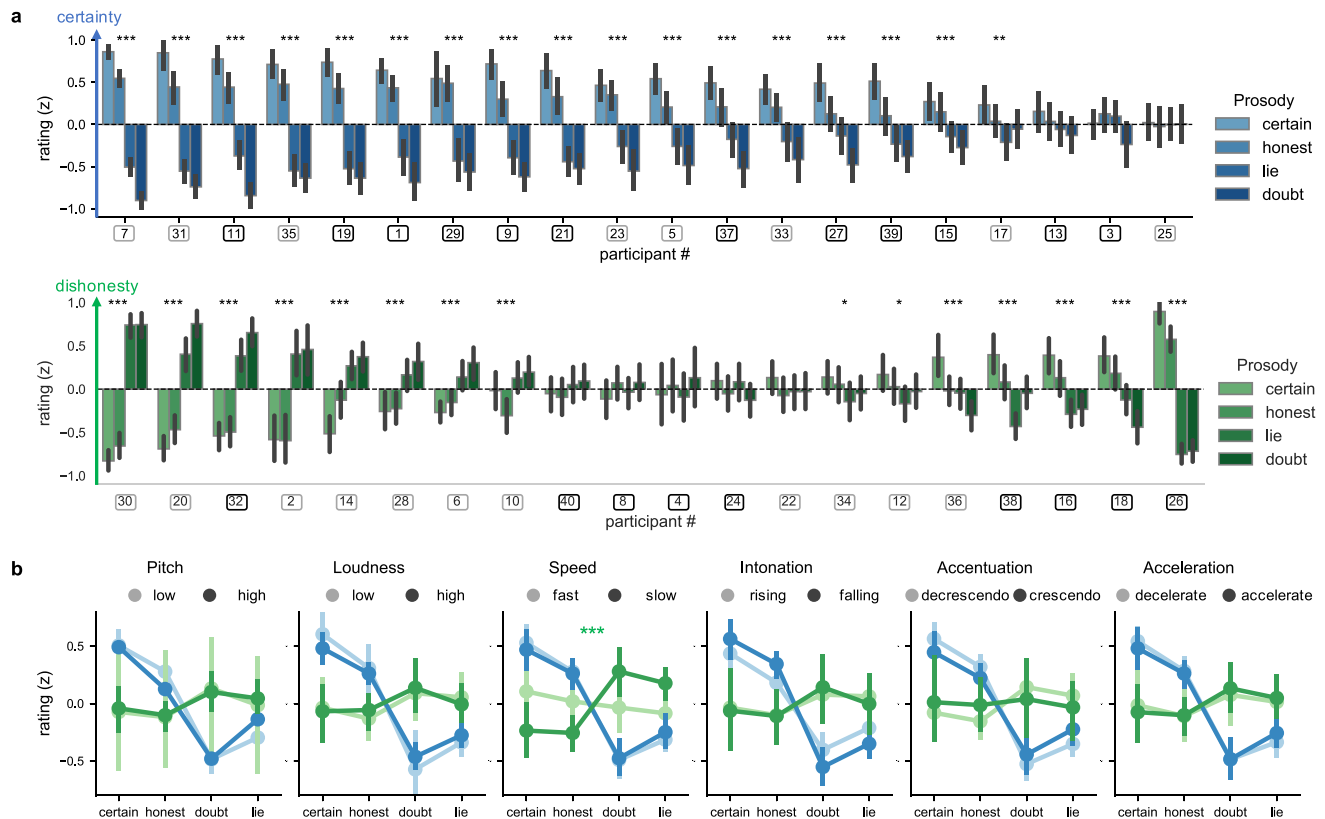 a
certainty
*** *** *** *** *** *** *** *** *** *** *** *** *** *** *** *** **
1.0
0.5
0.0
−0.5
−1.0
rating (z)
Prosody
certain
honest
lie
doubt
7 31 11 35 19 1 29 9 21 23 5 37 33 27 39 15 17 13 3 25
participant #
dishonesty
*** *** *** *** *** *** *** *** * * *** *** *** *** ***
1.0
0.5
0.0
−0.5
−1.0
rating (z)
Prosody
certain
honest
lie
doubt
30 20 32 2 14 28 6 10 40 8 4 24 22 34 12 36 38 16 18 26
participant #
b
Pitch Loudness Speed Intonation Accentuation Acceleration
low high low high fast slow rising falling decrescendo crescendo decelerate accelerate
***
0.5
0.0
−0.5
rating (z)
certain honest doubt lie certain honest doubt lie certain honest doubt lie certain honest doubt lie certain honest doubt lie certain honest doubt lie